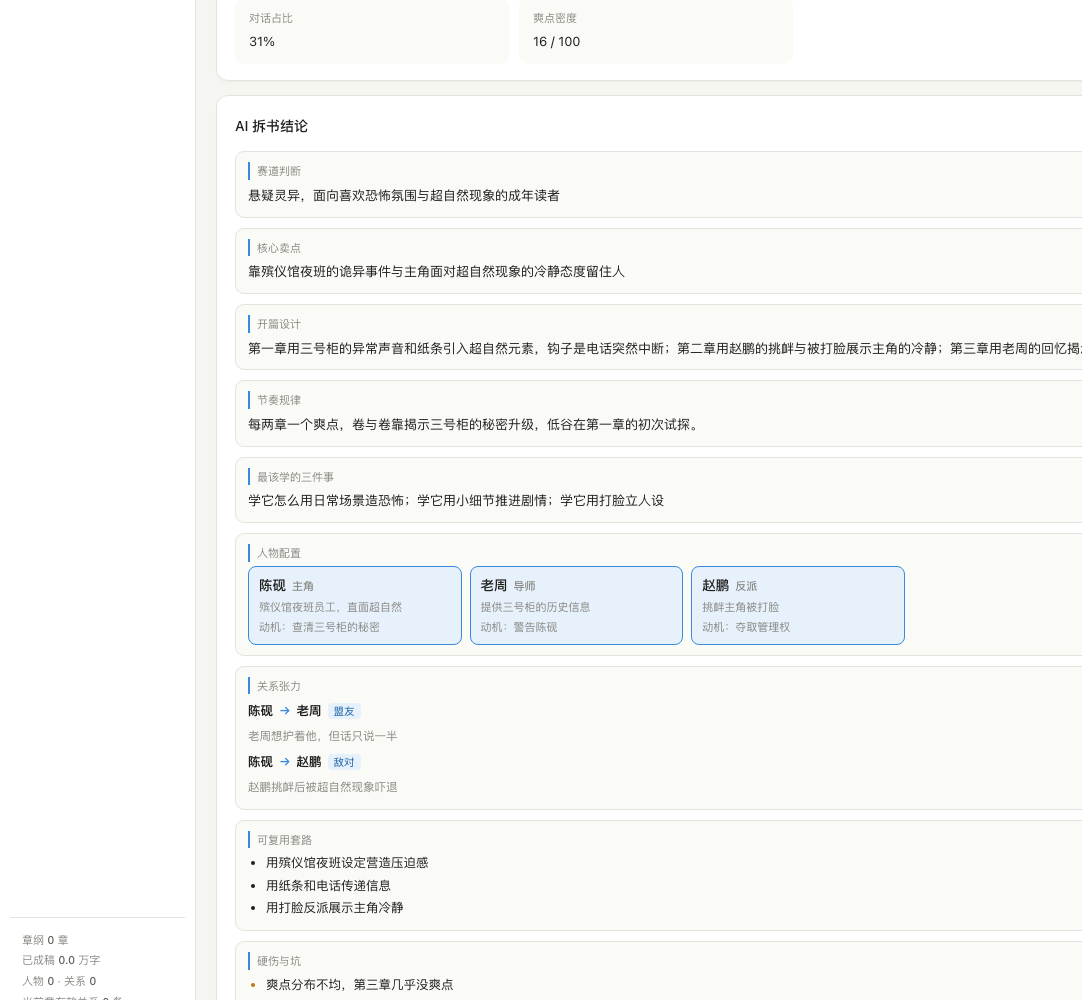 对话占比
爽点密度
31%
16 / 100
AI 拆书结论
赛道判断
悬疑灵异，面向喜欢恐怖氛围与超自然现象的成年读者
核心卖点
靠殡仪馆夜班的诡异事件与主角面对超自然现象的冷静态度留住人
开篇设计
第一章用三号柜的异常声音和纸条引入超自然元素，钩子是电话突然中断；第二章用赵鹏的挑衅与被打脸展示主角的冷静；第三章用老周的回忆揭
节奏规律
每两章一个爽点，卷与卷靠揭示三号柜的秘密升级，低谷在第一章的初次试探。
最该学的三件事
学它怎么用日常场景造恐怖；学它用小细节推进剧情；学它用打脸立人设
人物配置
陈砚 主角
殡仪馆夜班员工，直面超自然
动机：查清三号柜的秘密
老周 导师
提供三号柜的历史信息
动机：警告陈砚
赵鹏 反派
挑衅主角被打脸
动机：夺取管理权
关系张力
陈砚 → 老周 盟友
老周想护着他，但话只说一半
陈砚 → 赵鹏 敌对
赵鹏挑衅后被超自然现象吓退
可复用套路
• 用殡仪馆夜班设定营造压迫感
• 用纸条和电话传递信息
• 用打脸反派展示主角冷静
硬伤与坑
• 爽点分布不均，第三章几乎没爽点
章纲 0 章
已成稿 0.0 万字
人物 0 · 关系 0